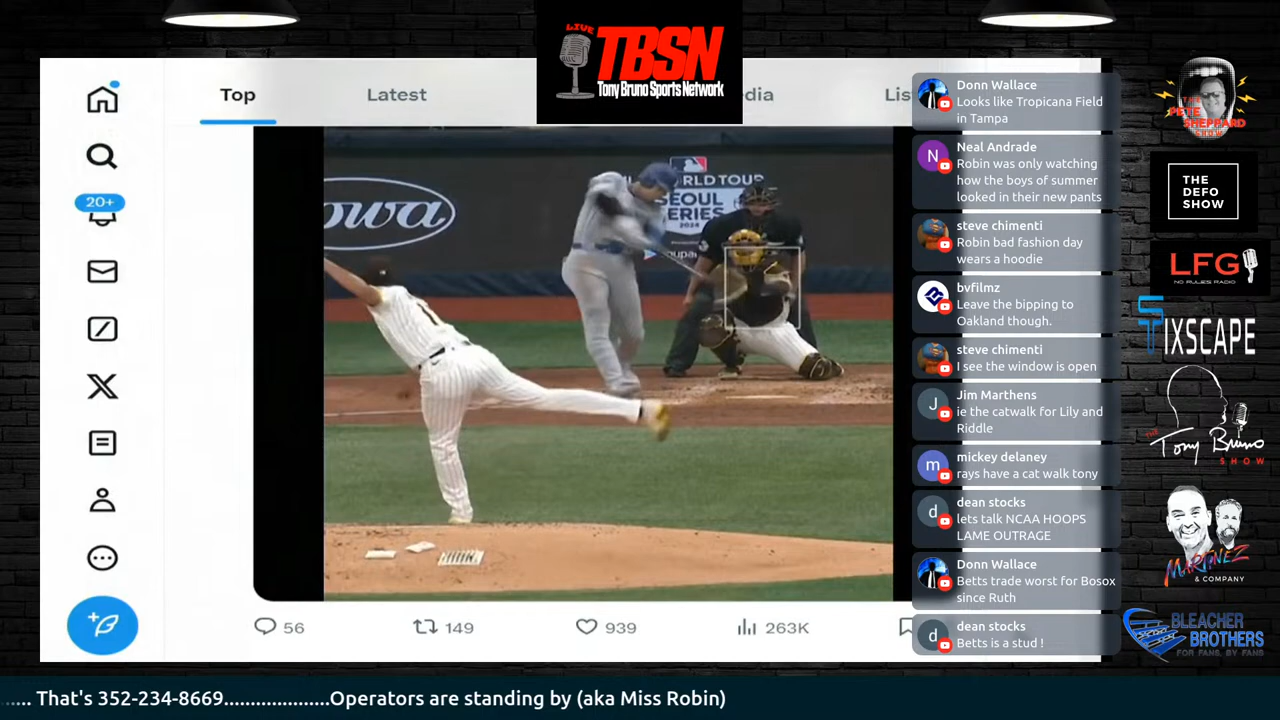 LIVE
TBSN
Tony Bruno Sports Network
Top
Latest
20+
owa
WORLD TOUR
SEOUL
SERIES
2024
56
149
939
263K
Donn Wallace
Looks like Tropicana Field
in Tampa
N
Neal Andrade
Robin was only watching
how the boys of summer
looked in their new pants
steve chimenti
Robin bad fashion day
wears a hoodie
bvfilmz
Leave the bipping to
Oakland though.
steve chimenti
I see the window is open
J
Jim Marthens
ie the catwalk for Lily and
Riddle
m
mickey delaney
rays have a cat walk tony
d
dean stocks
lets talk NCAA HOOPS
LAME OUTRAGE
Donn Wallace
Betts trade worst for Bosox
since Ruth
d
dean stocks
Betts is a stud !
THE
PETE
SHEPPARD
SHOW
THE
DEFO
SHOW
LFG
NO RULES RADIO
TIXSCAPE
THE
Tony Bruno
SHOW
MARTINEZ
& COMPANY
BLEACHER
BROTHERS
FOR FANS, BY FANS
...... That's 352-234-8669....................Operators are standing by (aka Miss Robin)